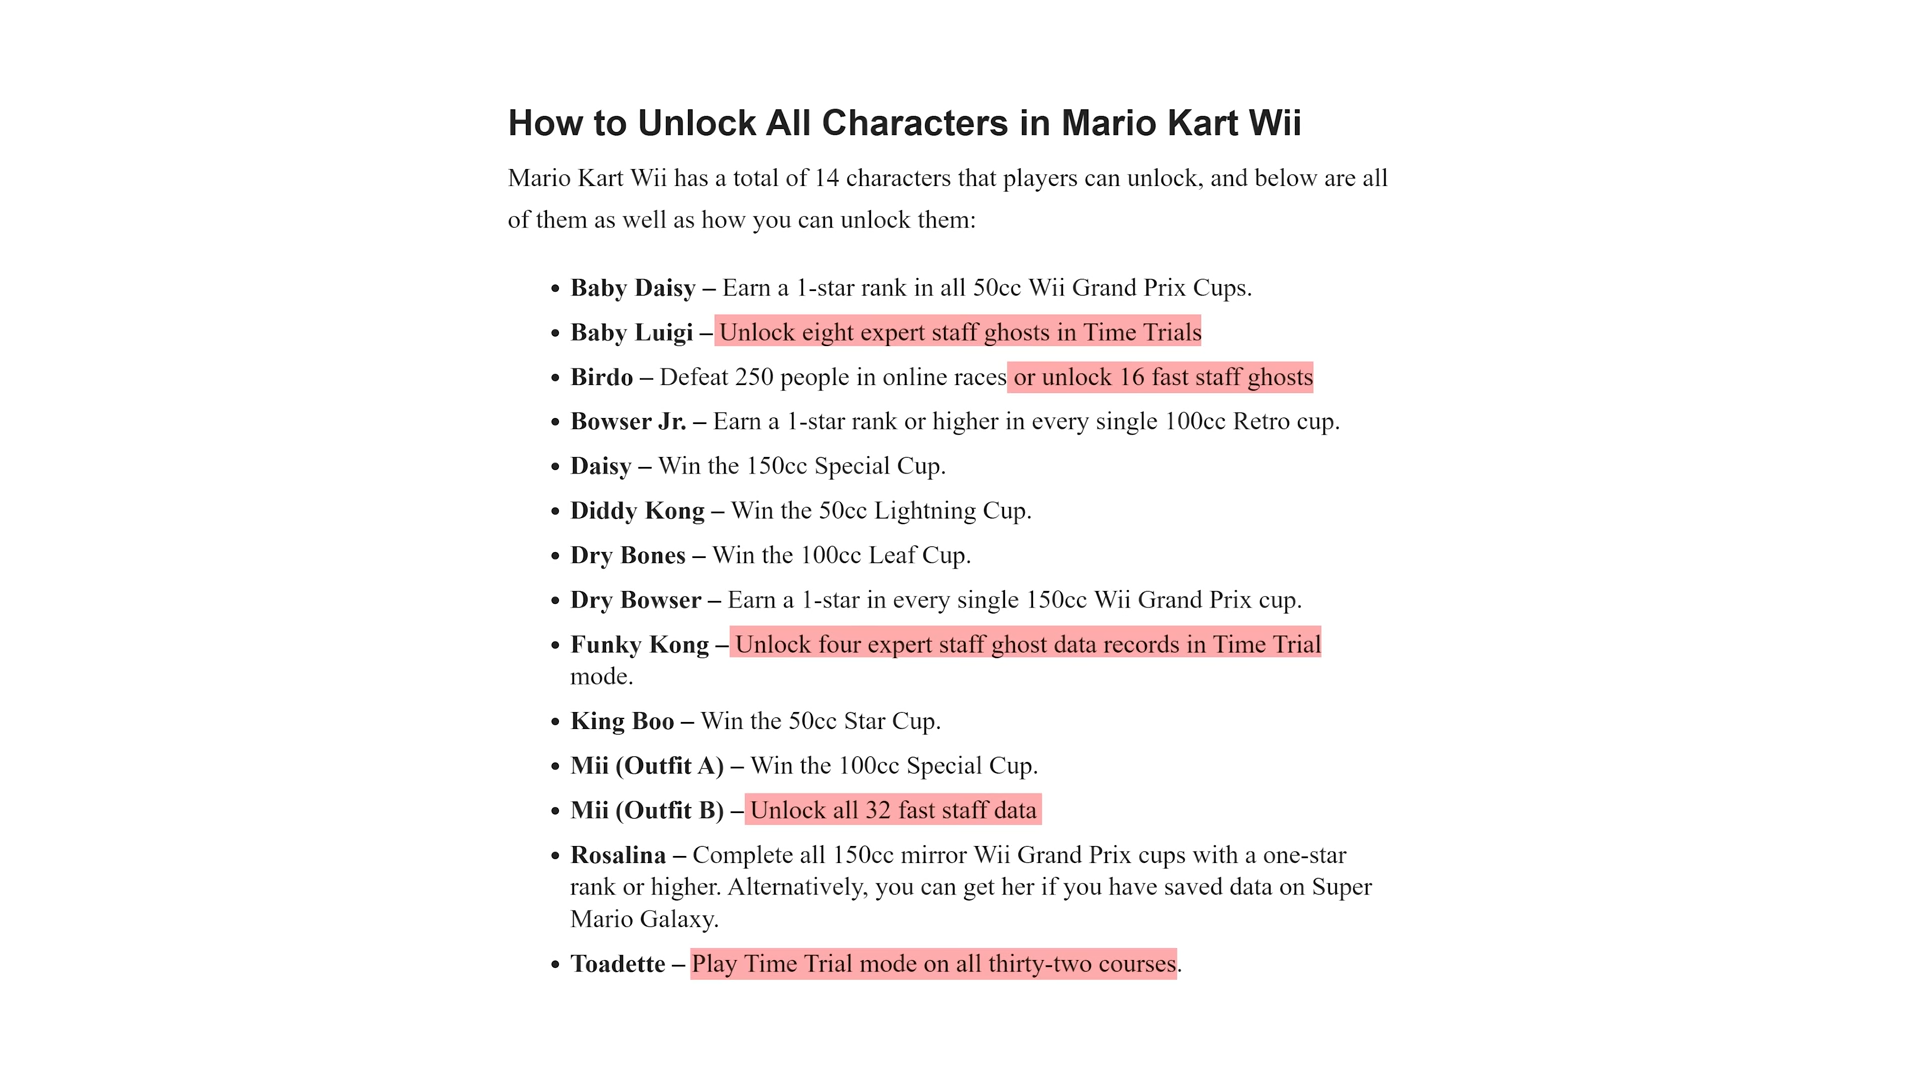 How to Unlock All Characters in Mario Kart Wii
Mario Kart Wii has a total of 14 characters that players can unlock, and below are all
of them as well as how you can unlock them:
• Baby Daisy – Earn a 1-star rank in all 50cc Wii Grand Prix Cups.
• Baby Luigi – Unlock eight expert staff ghosts in Time Trials
• Birdo – Defeat 250 people in online races or unlock 16 fast staff ghosts
• Bowser Jr. – Earn a 1-star rank or higher in every single 100cc Retro cup.
• Daisy – Win the 150cc Special Cup.
• Diddy Kong – Win the 50cc Lightning Cup.
• Dry Bones – Win the 100cc Leaf Cup.
• Dry Bowser – Earn a 1-star in every single 150cc Wii Grand Prix cup.
• Funky Kong – Unlock four expert staff ghost data records in Time Trial
mode.
• King Boo – Win the 50cc Star Cup.
• Mii (Outfit A) – Win the 100cc Special Cup.
• Mii (Outfit B) – Unlock all 32 fast staff data
• Rosalina – Complete all 150cc mirror Wii Grand Prix cups with a one-star
rank or higher. Alternatively, you can get her if you have saved data on Super
Mario Galaxy.
• Toadette – Play Time Trial mode on all thirty-two courses.